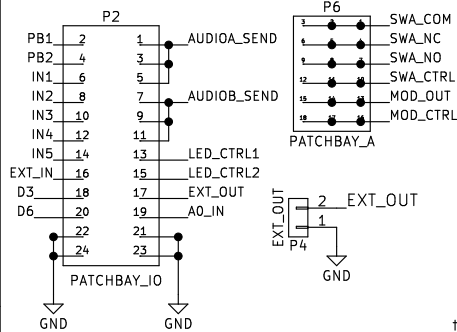 P2
PB1 2 1 AUDIOA_SEND
PB2 4 3
IN1 6 5
IN2 8 7 AUDIOB_SEND
IN3 10 9
IN4 12 11
IN5 14 13 LED_CTRL1
EXT_IN 16 15 LED_CTRL2
D3 18 17 EXT_OUT
D6 20 19 A0_IN
22 21
24 23
PATCHBAY_IO
GND GND
P6
SWA_COM
SWA_NC
SWA_NO
12 SWA_CTRL
15 MOD_OUT
18 MOD_CTRL
PATCHBAY_A
EXT_OUT
2 EXT_OUT
1
P4
GND
t